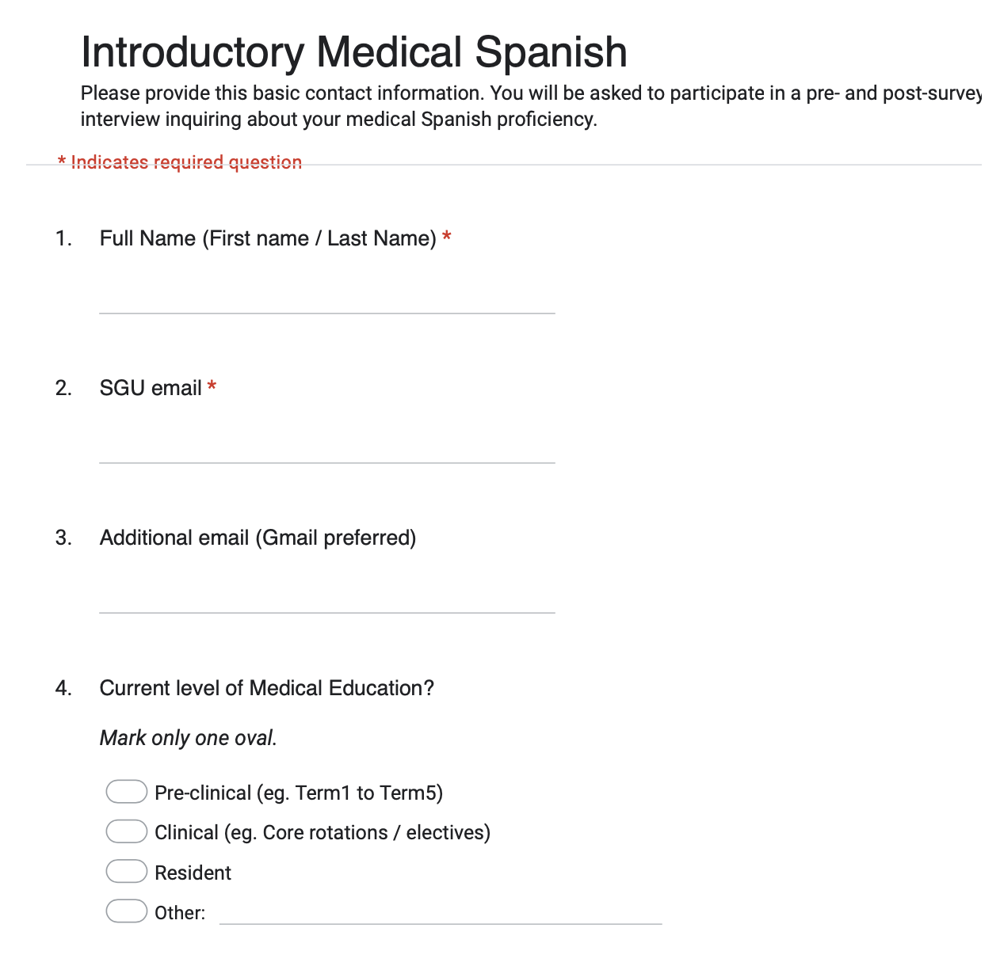 Introductory Medical Spanish
Please provide this basic contact information. You will be asked to participate in a pre- and post-survey
interview inquiring about your medical Spanish proficiency.
* Indicates required question
1. Full Name (First name / Last Name) *
2. SGU email *
3. Additional email (Gmail preferred)
4. Current level of Medical Education?
Mark only one oval.
Pre-clinical (eg. Term1 to Term5)
Clinical (eg. Core rotations / electives)
Resident
Other: